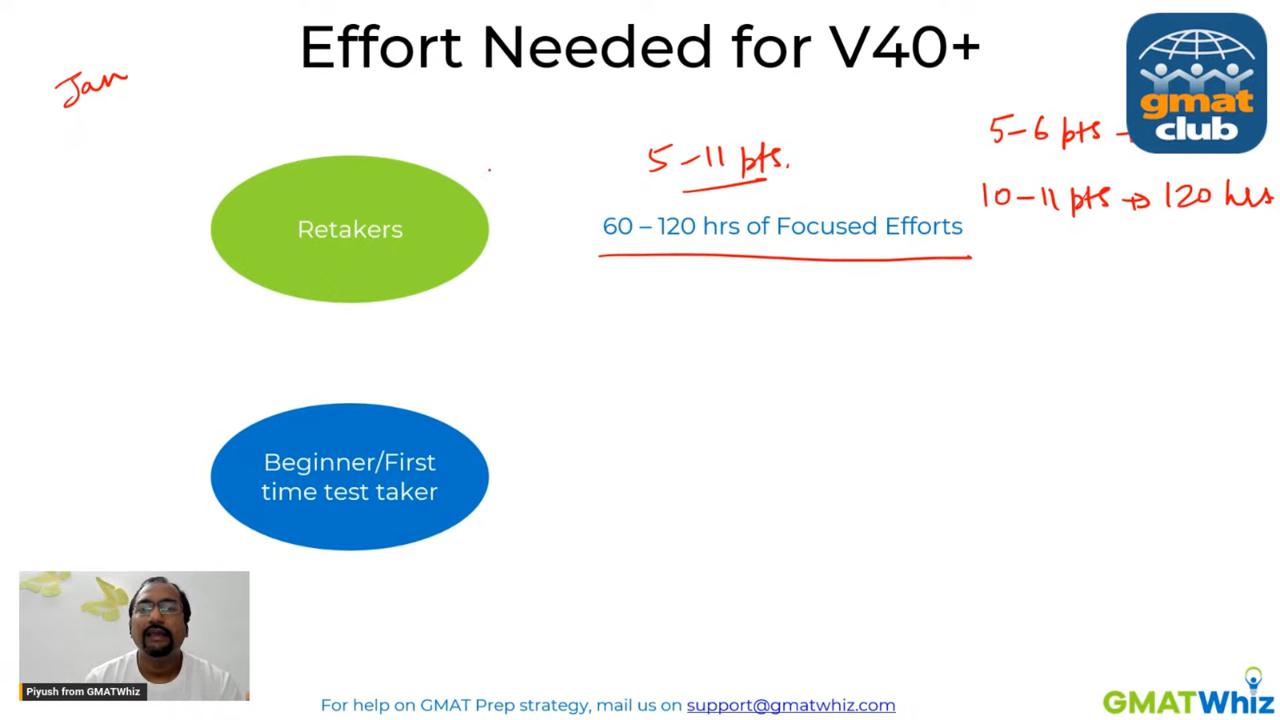 Effort Needed for V40+
Jan
gmat
club
5-6 pts
5-11 pts.
10-11 pts → 120 hrs
Retakers
60 – 120 hrs of Focused Efforts
Beginner/First
time test taker
Piyush from GMATWhiz
For help on GMAT Prep strategy, mail us on support@gmatwhiz.com
GMATWhiz